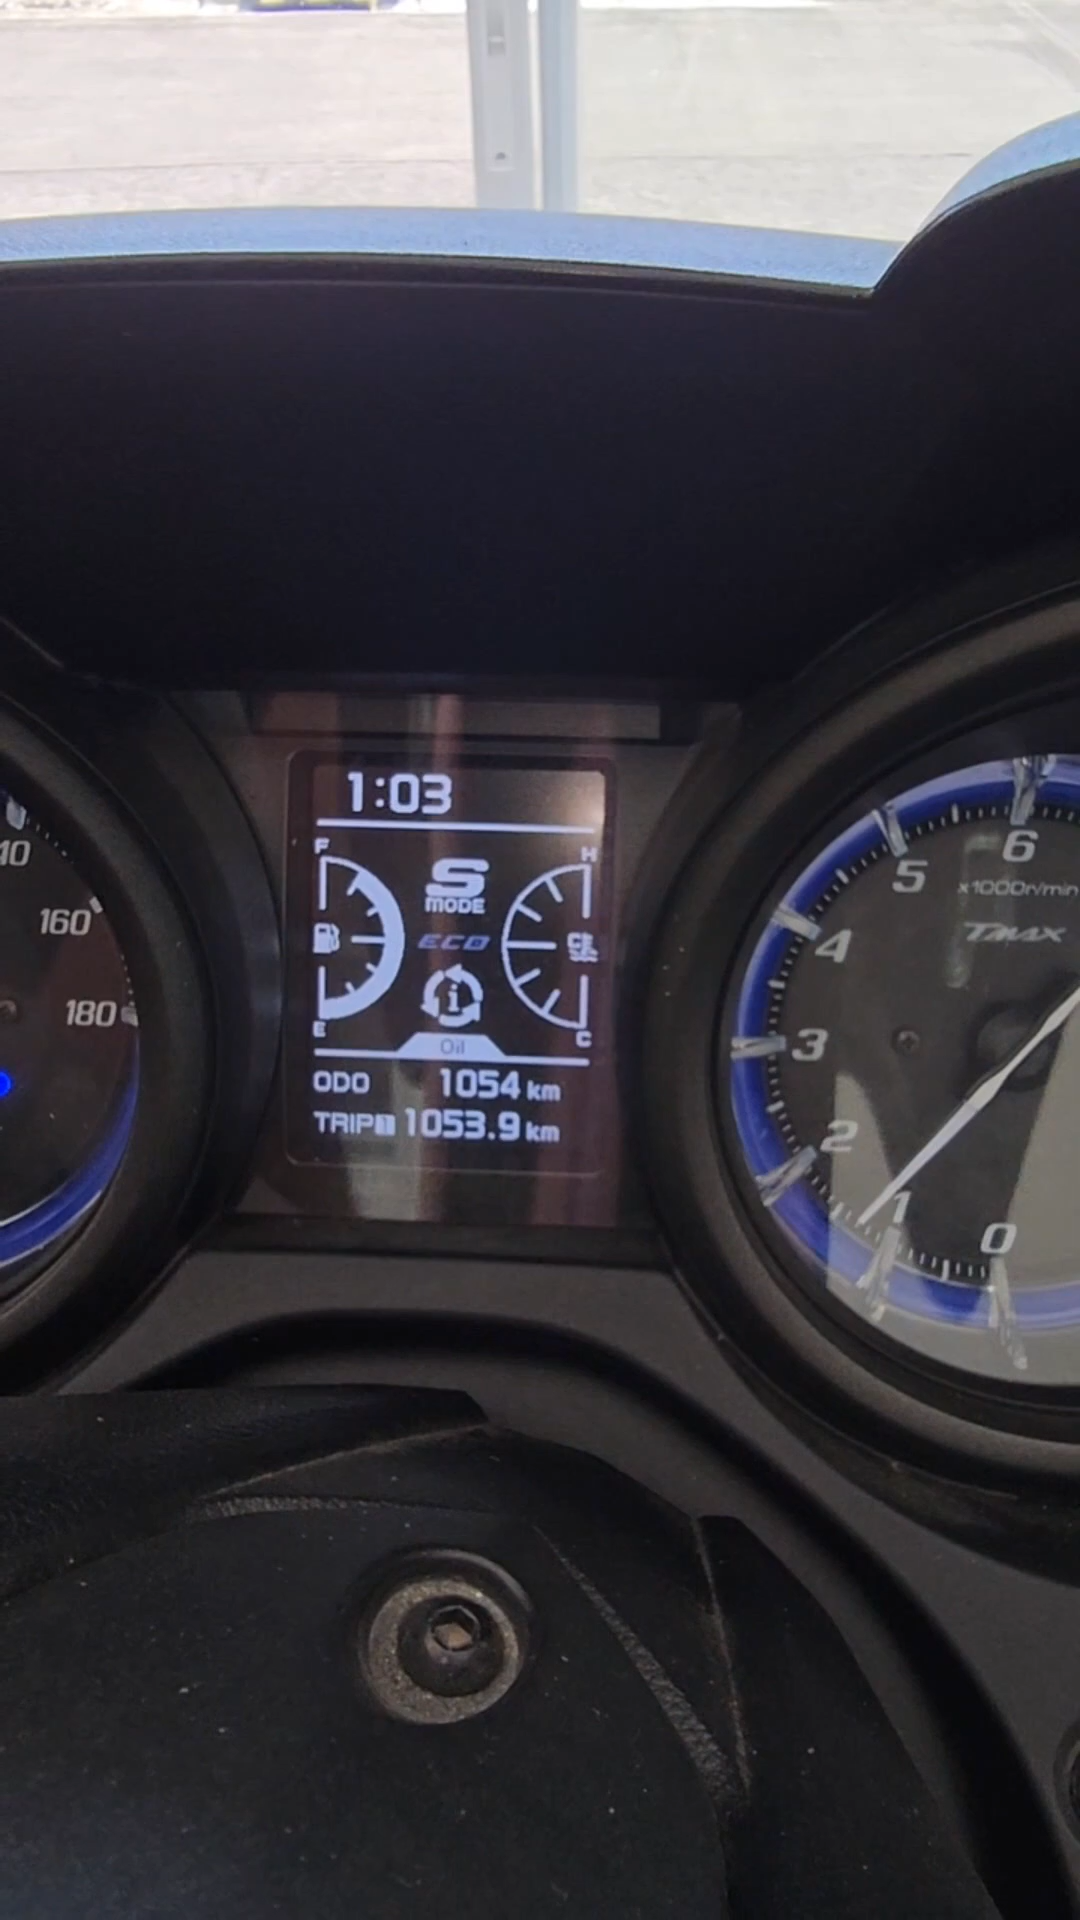 1:03
F
H
S
MODE
ECO
E
C
Oil
ODO 1054 km
TRIP 1 1053.9 km
160
180
6
5
x1000r/min
4
TMAX
3
2
1
0